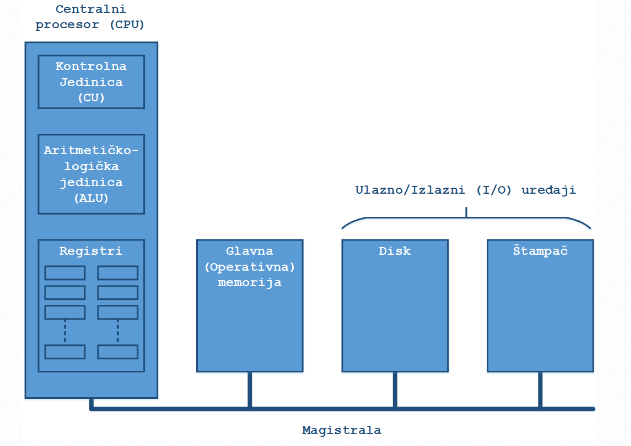 Centralni
procesor (CPU)
Kontrolna
Jedinica
(CU)
Aritmetičko-
logička
jedinica
(ALU)
Registri
Glavna
(Operativna)
memorija
Ulazno/Izlazni (I/O) uređaji
Disk
Štampač
Magistrala